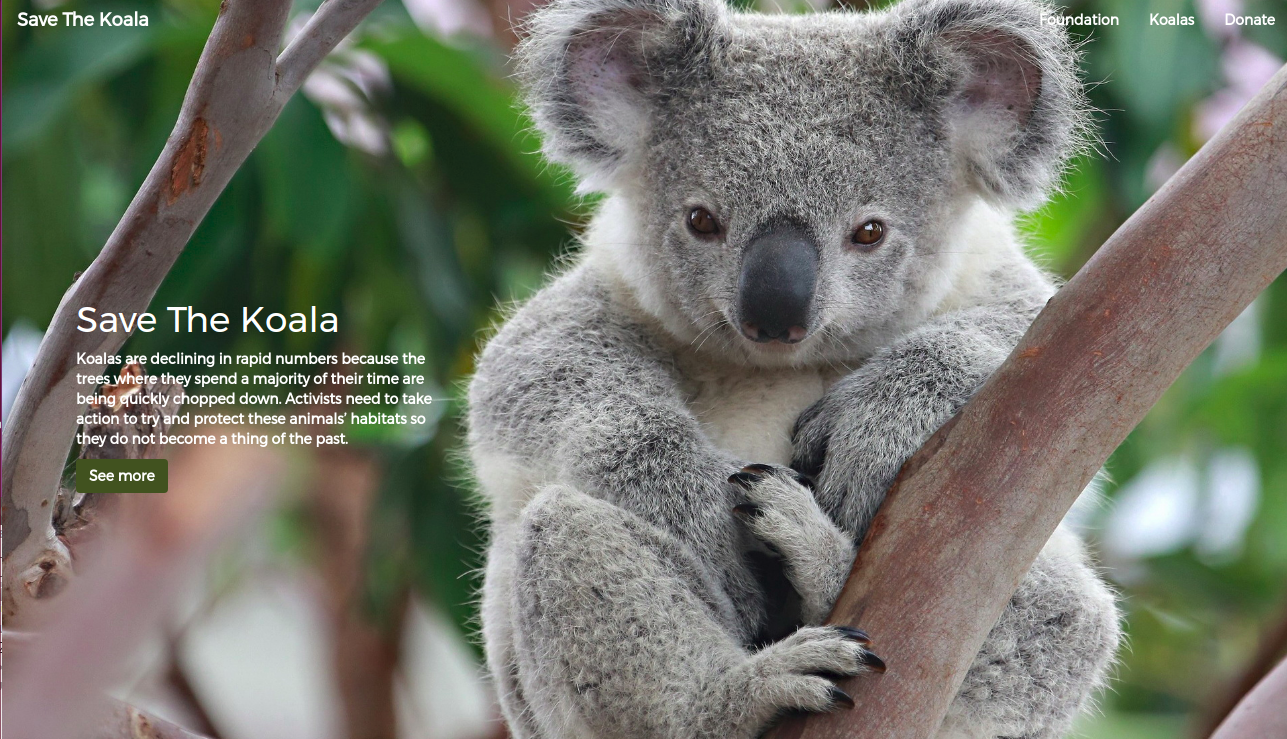 Save The Koala
Foundation Koalas Donate
Save The Koala
Koalas are declining in rapid numbers because the
trees where they spend a majority of their time are
being quickly chopped down. Activists need to take
action to try and protect these animals’ habitats so
they do not become a thing of the past.
See more